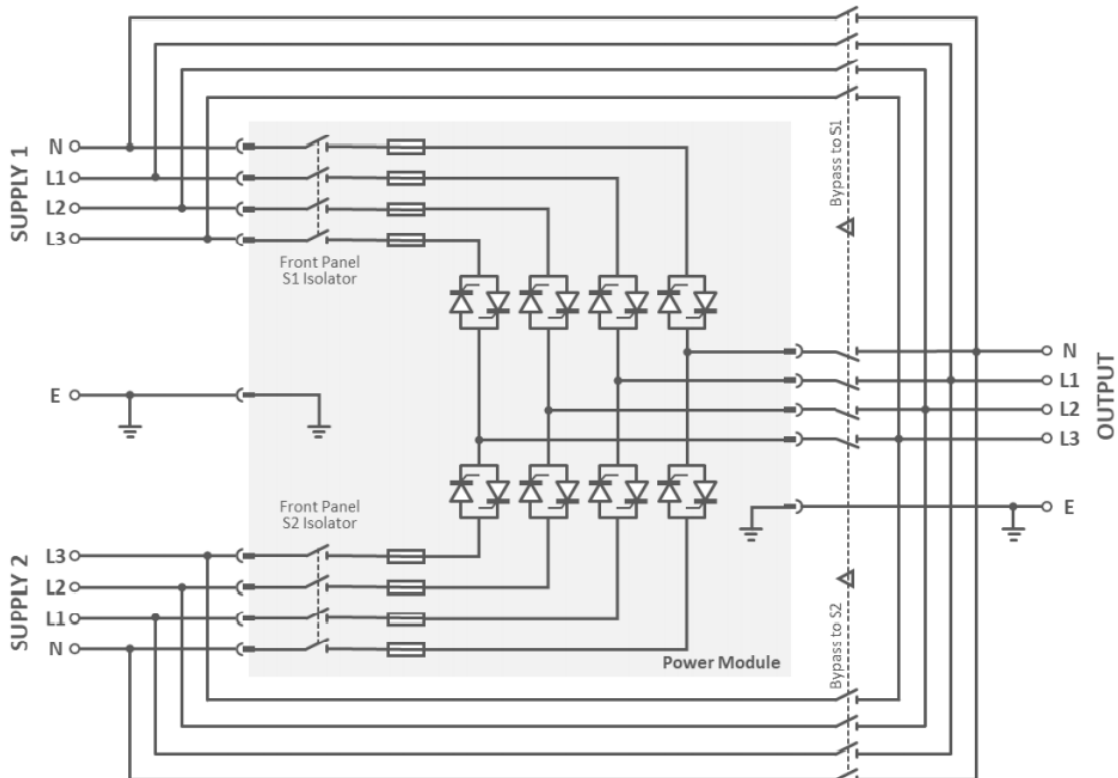 Bypass to S1
SUPPLY 1
N
L1
L2
L3
Front Panel
S1 Isolator
N
L1
L2
L3
OUTPUT
E
E
Front Panel
S2 Isolator
SUPPLY 2
L3
L2
L1
N
Power Module
Bypass to S2